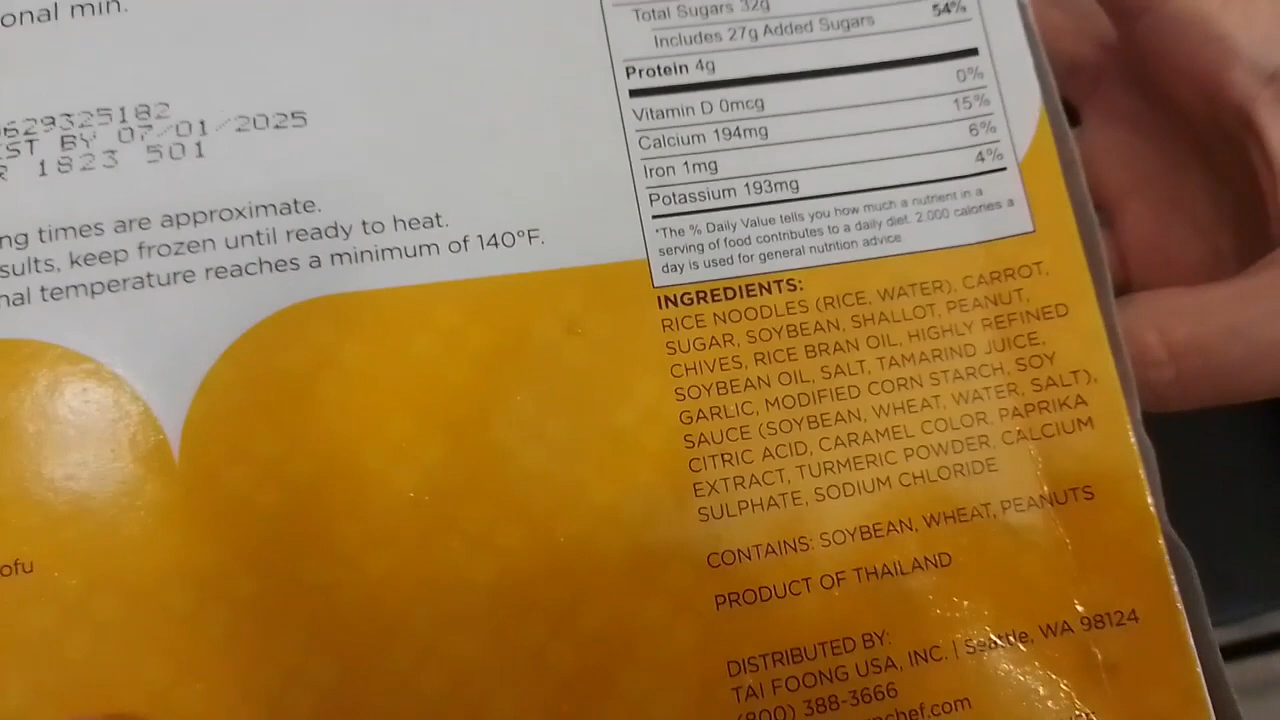 onal min.
629325182
ST BY 07/01/2025
1823 501
ng times are approximate.
sults, keep frozen until ready to heat.
nal temperature reaches a minimum of 140°F.
ofu
Total Sugars 32g
Includes 27g Added Sugars 54%
Protein 4g
Vitamin D 0mcg 0%
Calcium 194mg 15%
Iron 1mg 6%
Potassium 193mg 4%
*The % Daily Value tells you how much a nutrient in a
serving of food contributes to a daily diet. 2,000 calories a
day is used for general nutrition advice
INGREDIENTS:
RICE NOODLES (RICE, WATER), CARROT,
SUGAR, SOYBEAN, SHALLOT, PEANUT,
CHIVES, RICE BRAN OIL, HIGHLY REFINED
SOYBEAN OIL, SALT, TAMARIND JUICE,
GARLIC, MODIFIED CORN STARCH, SOY
SAUCE (SOYBEAN, WHEAT, WATER, SALT),
CITRIC ACID, CARAMEL COLOR, PAPRIKA
EXTRACT, TURMERIC POWDER, CALCIUM
SULPHATE, SODIUM CHLORIDE
CONTAINS: SOYBEAN, WHEAT, PEANUTS
PRODUCT OF THAILAND
DISTRIBUTED BY:
TAI FOONG USA, INC. | Seattle, WA 98124
(800) 388-3666
chef.com